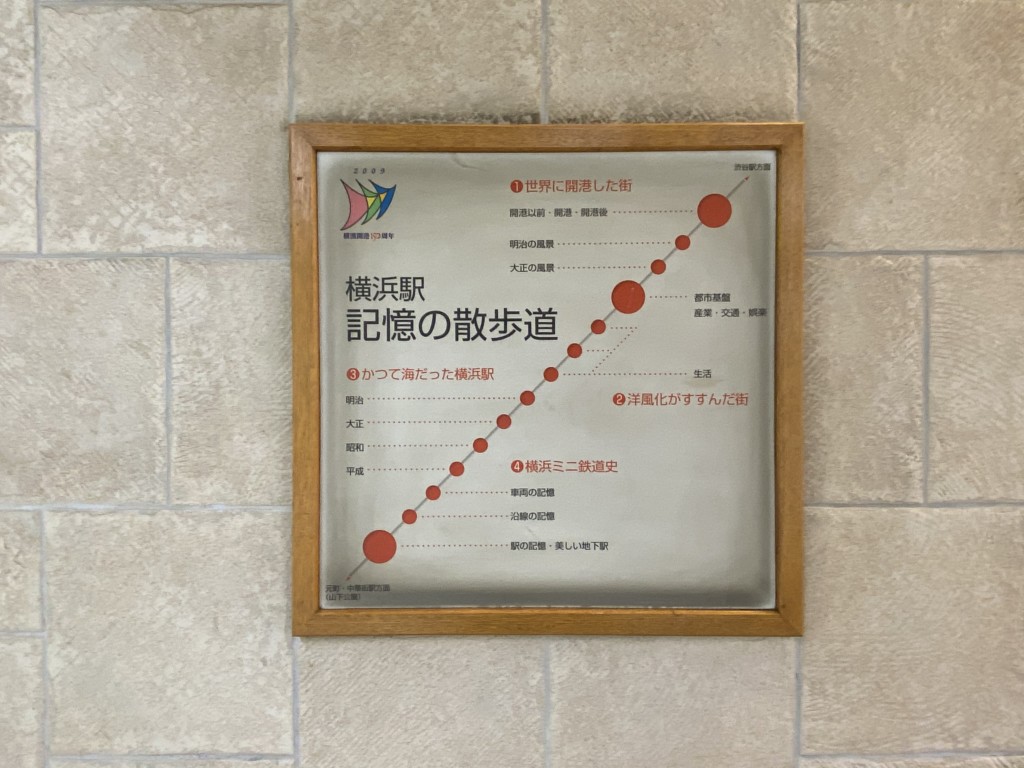 2009
横浜開港150周年
渋谷駅方面
❶世界に開港した街
開港以前・開港・開港後
明治の風景
大正の風景
横浜駅
記憶の散歩道
都市基盤
産業・交通・娯楽
生活
❷洋風化がすすんだ街
❸かつて海だった横浜駅
明治
大正
昭和
平成
❹横浜ミニ鉄道史
車両の記憶
沿線の記憶
駅の記憶・美しい地下駅
元町・中華街駅方面
(山下公園)